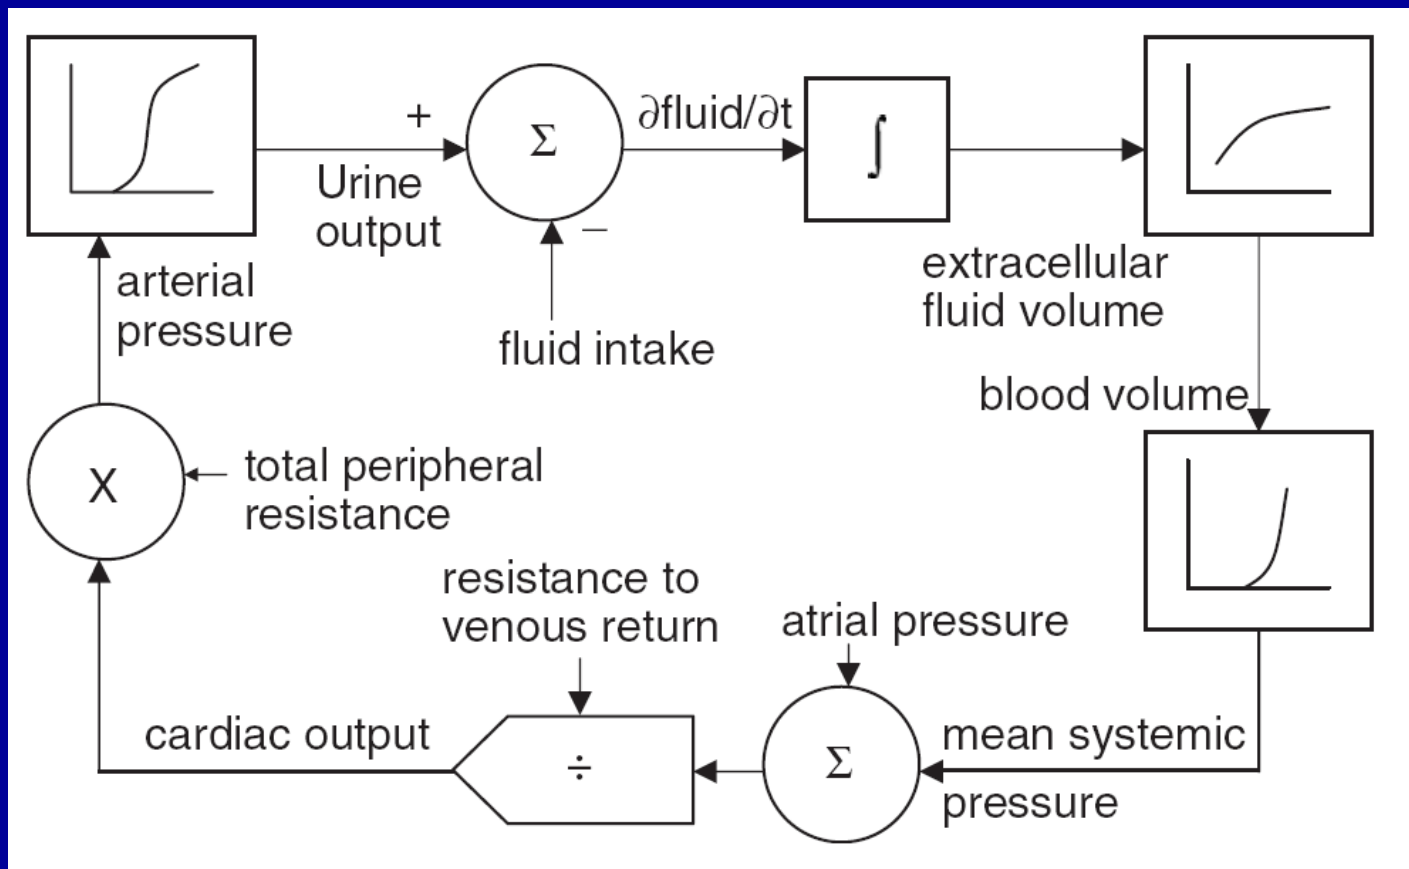 +
Σ
∂fluid/∂t
∫
Urine
output
−
fluid intake
extracellular
fluid volume
arterial
pressure
blood volume
X
total peripheral
resistance
resistance to
venous return
atrial pressure
cardiac output
÷
Σ
mean systemic
pressure